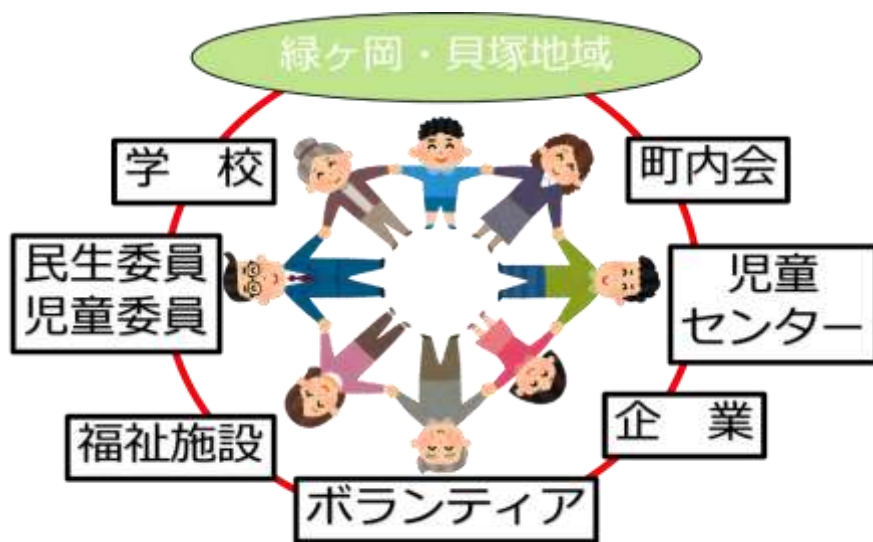 緑ヶ岡・貝塚地域
学　校
町内会
民生委員
児童委員
児童
センター
福祉施設
企　業
ボランティア